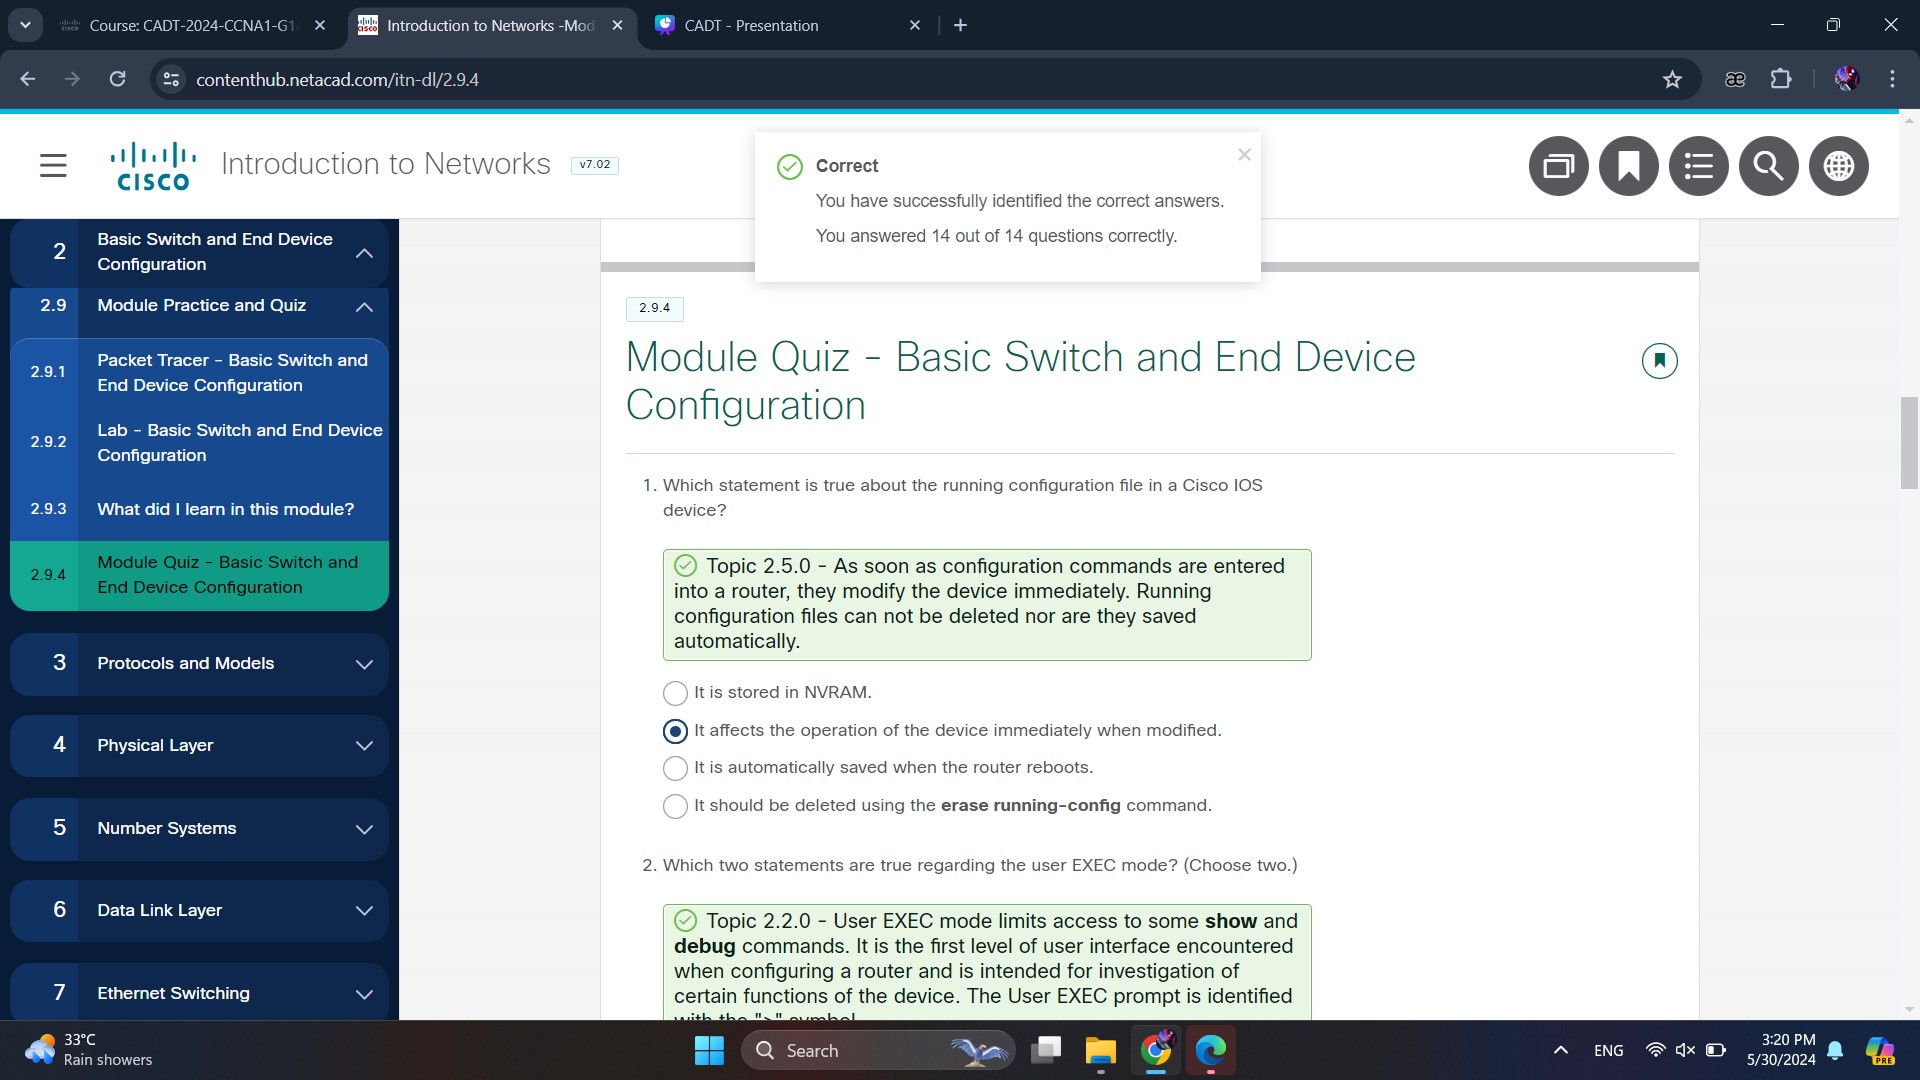 Course: CADT-2024-CCNA1-G1
Introduction to Networks -Mod
CADT - Presentation
contenthub.netacad.com/itn-dl/2.9.4
CISCO
Introduction to Networks
v7.02
Correct
You have successfully identified the correct answers.
You answered 14 out of 14 questions correctly.
2
Basic Switch and End Device
Configuration
2.9
Module Practice and Quiz
2.9.1
Packet Tracer - Basic Switch and
End Device Configuration
2.9.2
Lab - Basic Switch and End Device
Configuration
2.9.3
What did I learn in this module?
2.9.4
Module Quiz - Basic Switch and
End Device Configuration
3
Protocols and Models
4
Physical Layer
5
Number Systems
6
Data Link Layer
7
Ethernet Switching
2.9.4
Module Quiz - Basic Switch and End Device
Configuration
1. Which statement is true about the running configuration file in a Cisco IOS
device?
Topic 2.5.0 - As soon as configuration commands are entered
into a router, they modify the device immediately. Running
configuration files can not be deleted nor are they saved
automatically.
It is stored in NVRAM.
It affects the operation of the device immediately when modified.
It is automatically saved when the router reboots.
It should be deleted using the erase running-config command.
2. Which two statements are true regarding the user EXEC mode? (Choose two.)
Topic 2.2.0 - User EXEC mode limits access to some show and
debug commands. It is the first level of user interface encountered
when configuring a router and is intended for investigation of
certain functions of the device. The User EXEC prompt is identified
with the ">" symbol
33°C
Rain showers
Search
ENG
3:20 PM
5/30/2024
PRE